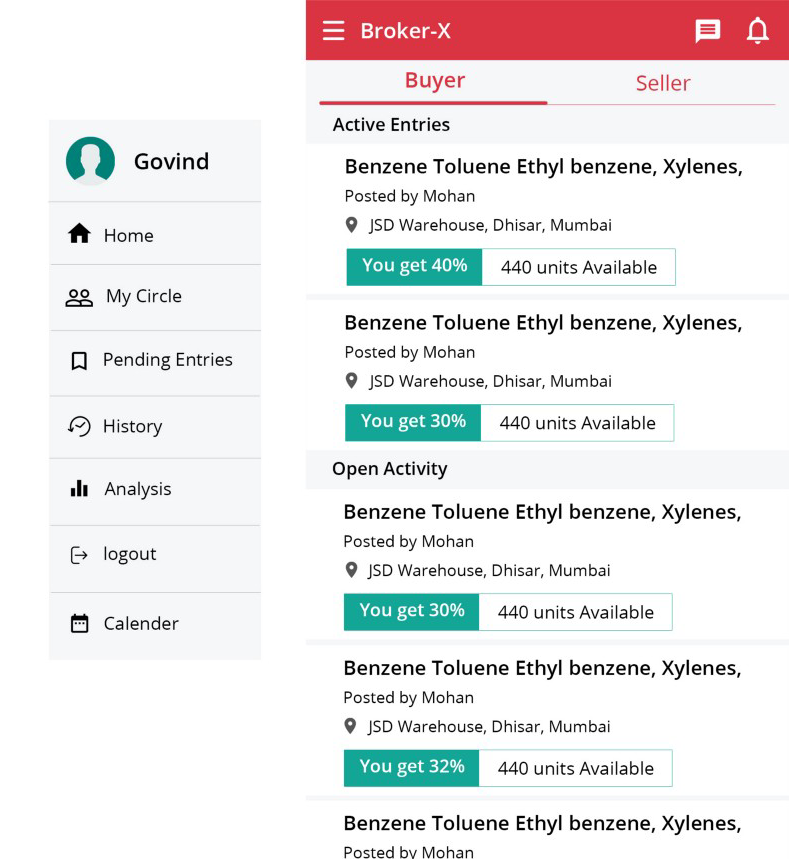 Govind
Home
My Circle
Pending Entries
History
Analysis
logout
Calender
Broker-X
Buyer
Seller
Active Entries
Benzene Toluene Ethyl benzene, Xylenes,
Posted by Mohan
JSD Warehouse, Dhisar, Mumbai
You get 40% 440 units Available
Benzene Toluene Ethyl benzene, Xylenes,
Posted by Mohan
JSD Warehouse, Dhisar, Mumbai
You get 30% 440 units Available
Open Activity
Benzene Toluene Ethyl benzene, Xylenes,
Posted by Mohan
JSD Warehouse, Dhisar, Mumbai
You get 30% 440 units Available
Benzene Toluene Ethyl benzene, Xylenes,
Posted by Mohan
JSD Warehouse, Dhisar, Mumbai
You get 32% 440 units Available
Benzene Toluene Ethyl benzene, Xylenes,
Posted by Mohan